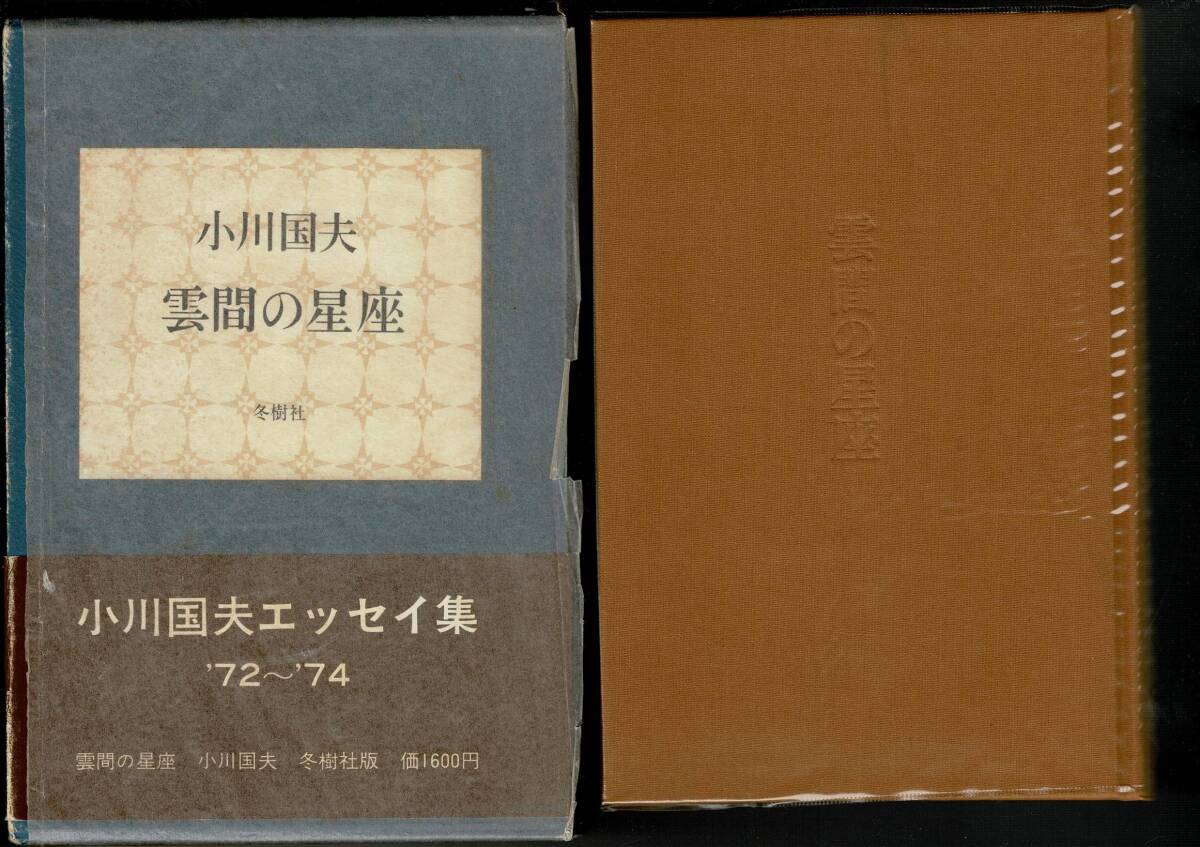 小川国夫
雲間の星座
冬樹社
小川国夫エッセイ集
'72〜'74
雲間の星座 小川国夫 冬樹社版 価1600円
雲間の星座